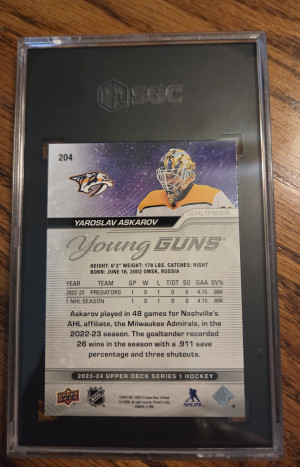 SGC
204
GOALTENDER
YAROSLAV ASKAROV
Young GUNS
HEIGHT: 6'3" WEIGHT: 178 LBS. CATCHES: RIGHT
BORN: JUNE 16, 2002 OMSK, RUSSIA
YEAR TEAM GP W L T/OT SO GAA SV%
2022-23 PREDATORS 1 0 1 0 0 4.15 .886
1 NHL SEASON 1 0 1 0 0 4.15 .886
Askarov played in 48 games for Nashville's
AHL affiliate, the Milwaukee Admirals, in
the 2022-23 season. The goaltender recorded
26 wins in the season with a .911 save
percentage and three shutouts.
2023-24 UPPER DECK SERIES 1 HOCKEY
UPPER DECK
NHLPA